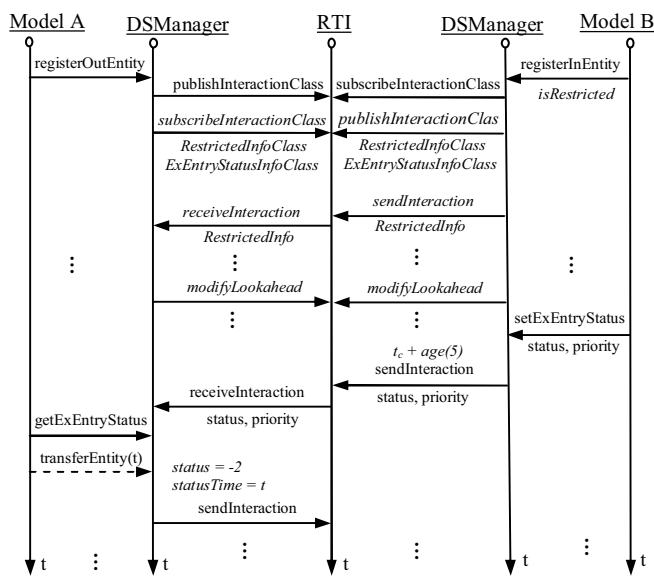 Model A DSManager RTI DSManager Model B
registerOutEntity registerInEntity
publishInteractionClass subscribeInteractionClass
isRestricted
subscribeInteractionClass publishInteractionClas
RestrictedInfoClass RestrictedInfoClass
ExEntryStatusInfoClass ExEntryStatusInfoClass
sendInteraction
receiveInteraction RestrictedInfo
RestrictedInfo
modifyLookahead modifyLookahead
setExEntryStatus
status, priority
tc + age(5)
sendInteraction
receiveInteraction status, priority
status, priority
getExEntryStatus
transferEntity(t) status = -2
statusTime = t
sendInteraction
t t t t t